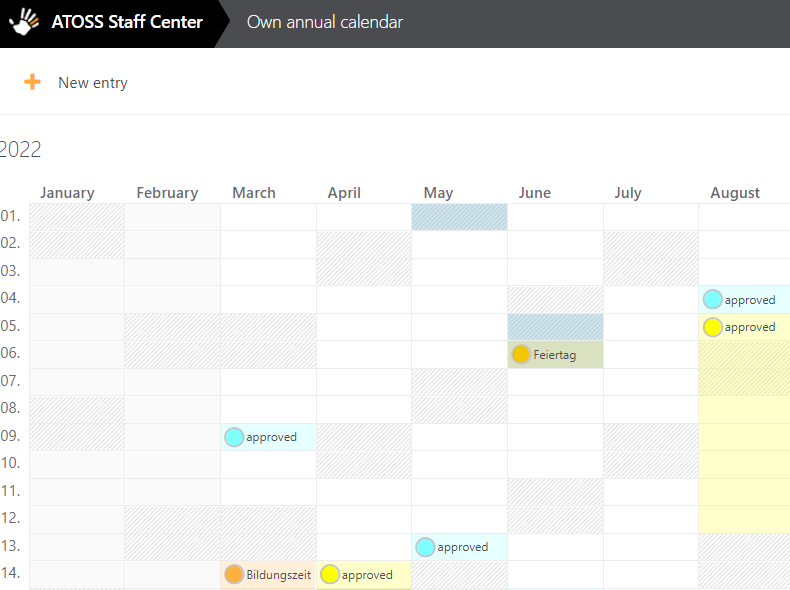 ATOSS Staff Center Own annual calendar
New entry
2022
January February March April May June July August
01.
02.
03.
04. approved
05. approved
06. Feiertag
07.
08.
09. approved
10.
11.
12.
13. approved
14. Bildungszeit approved